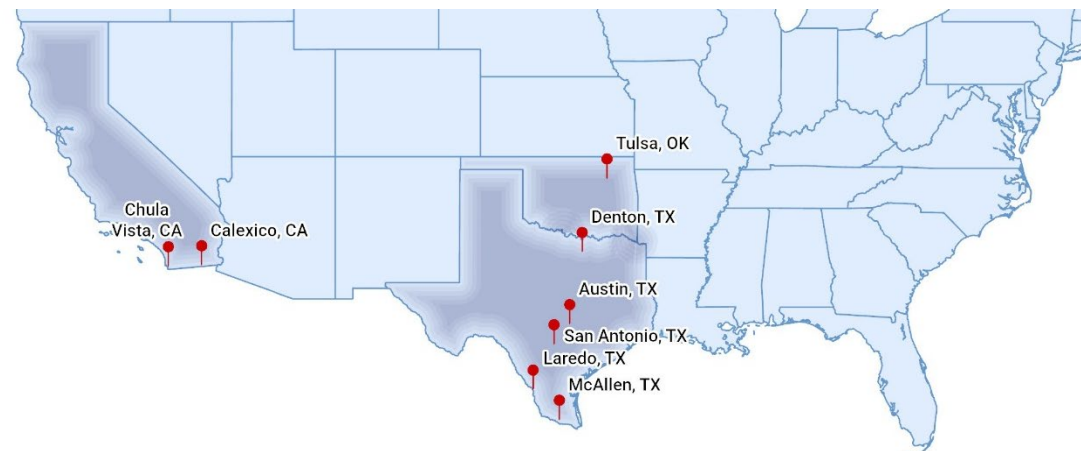 Tulsa, OK
Chula
Vista, CA
Calexico, CA
Denton, TX
Austin, TX
San Antonio, TX
Laredo, TX
McAllen, TX